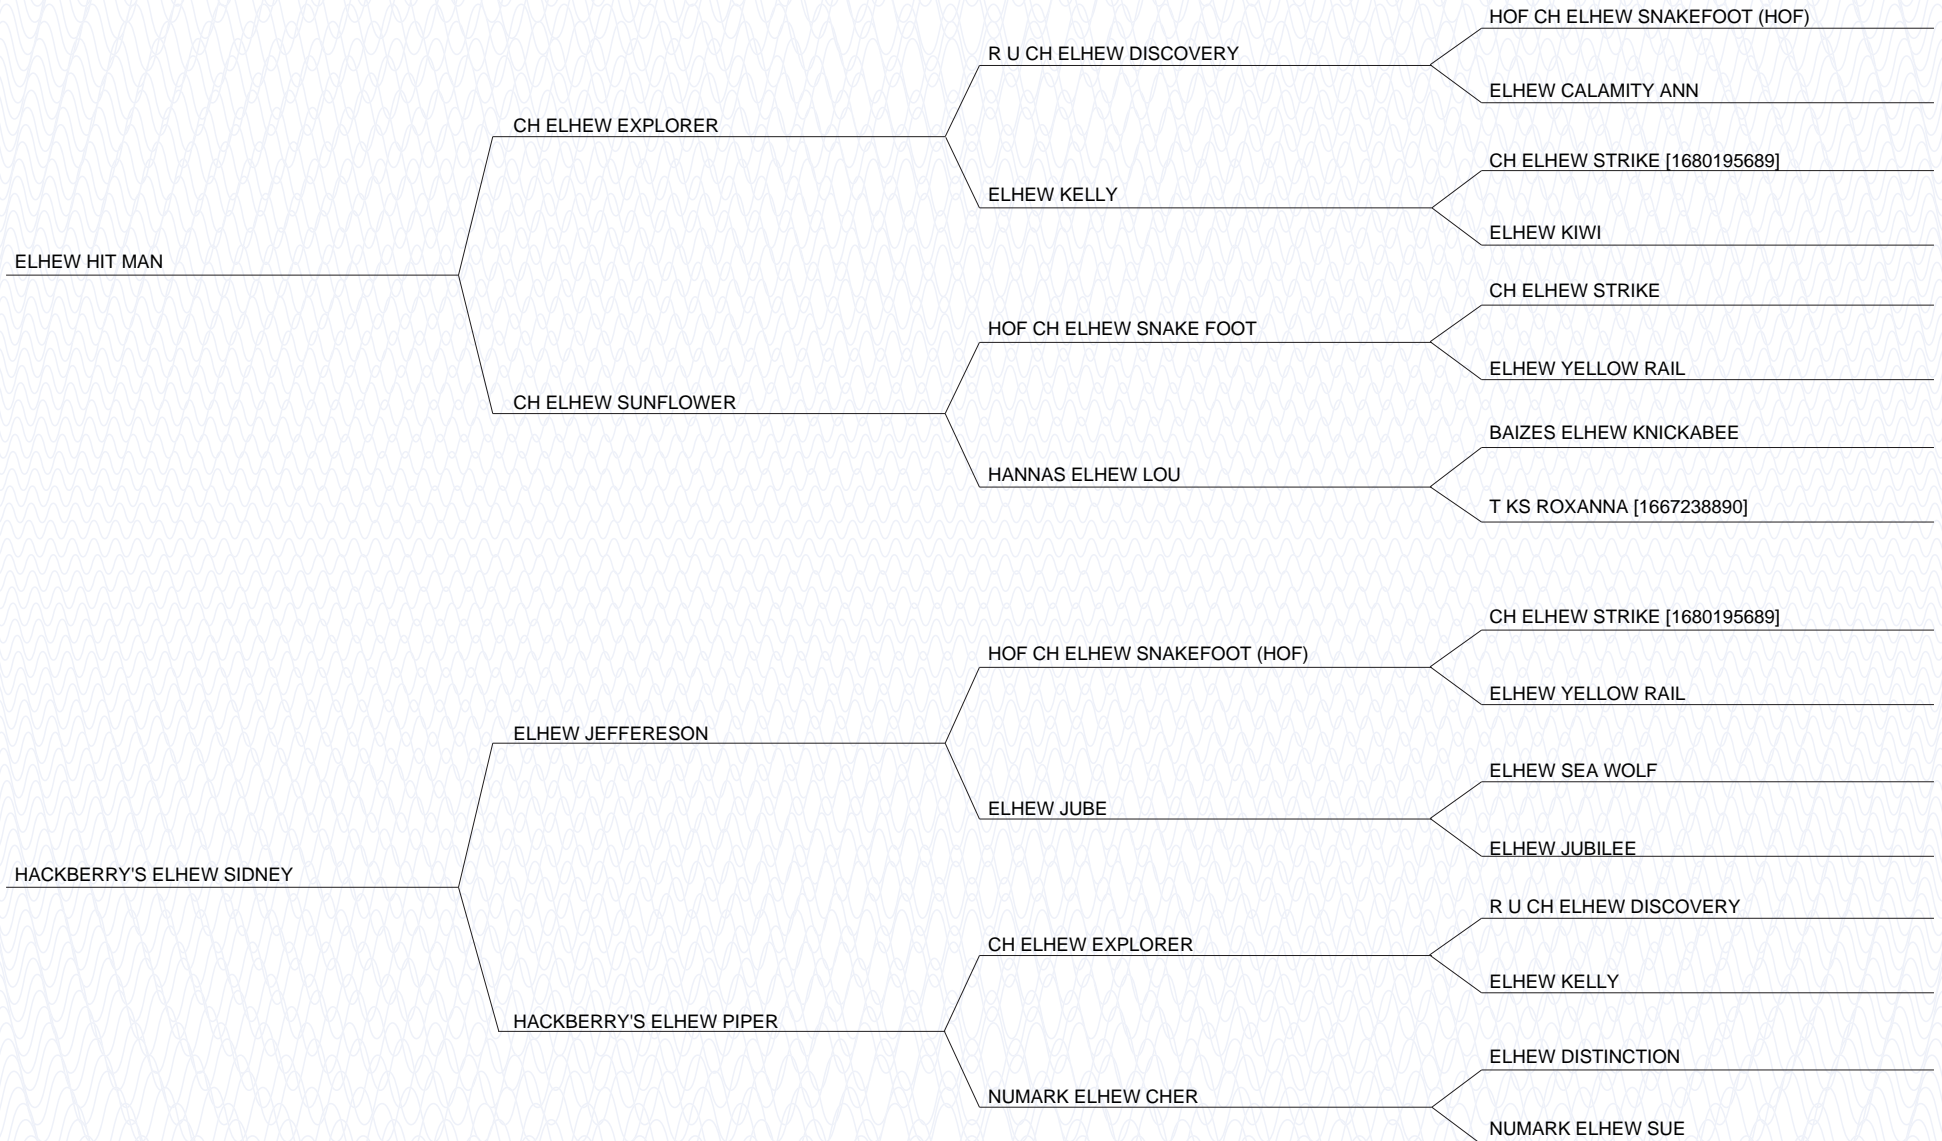 HOF CH ELHEW SNAKEFOOT (HOF)
R U CH ELHEW DISCOVERY
ELHEW CALAMITY ANN
CH ELHEW EXPLORER
CH ELHEW STRIKE [1680195689]
ELHEW KELLY
ELHEW KIWI
ELHEW HIT MAN
CH ELHEW STRIKE
HOF CH ELHEW SNAKE FOOT
ELHEW YELLOW RAIL
CH ELHEW SUNFLOWER
BAIZES ELHEW KNICKABEE
HANNAS ELHEW LOU
T KS ROXANNA [1667238890]
CH ELHEW STRIKE [1680195689]
HOF CH ELHEW SNAKEFOOT (HOF)
ELHEW YELLOW RAIL
ELHEW JEFFERESON
ELHEW SEA WOLF
ELHEW JUBE
ELHEW JUBILEE
HACKBERRY'S ELHEW SIDNEY
R U CH ELHEW DISCOVERY
CH ELHEW EXPLORER
ELHEW KELLY
HACKBERRY'S ELHEW PIPER
ELHEW DISTINCTION
NUMARK ELHEW CHER
NUMARK ELHEW SUE